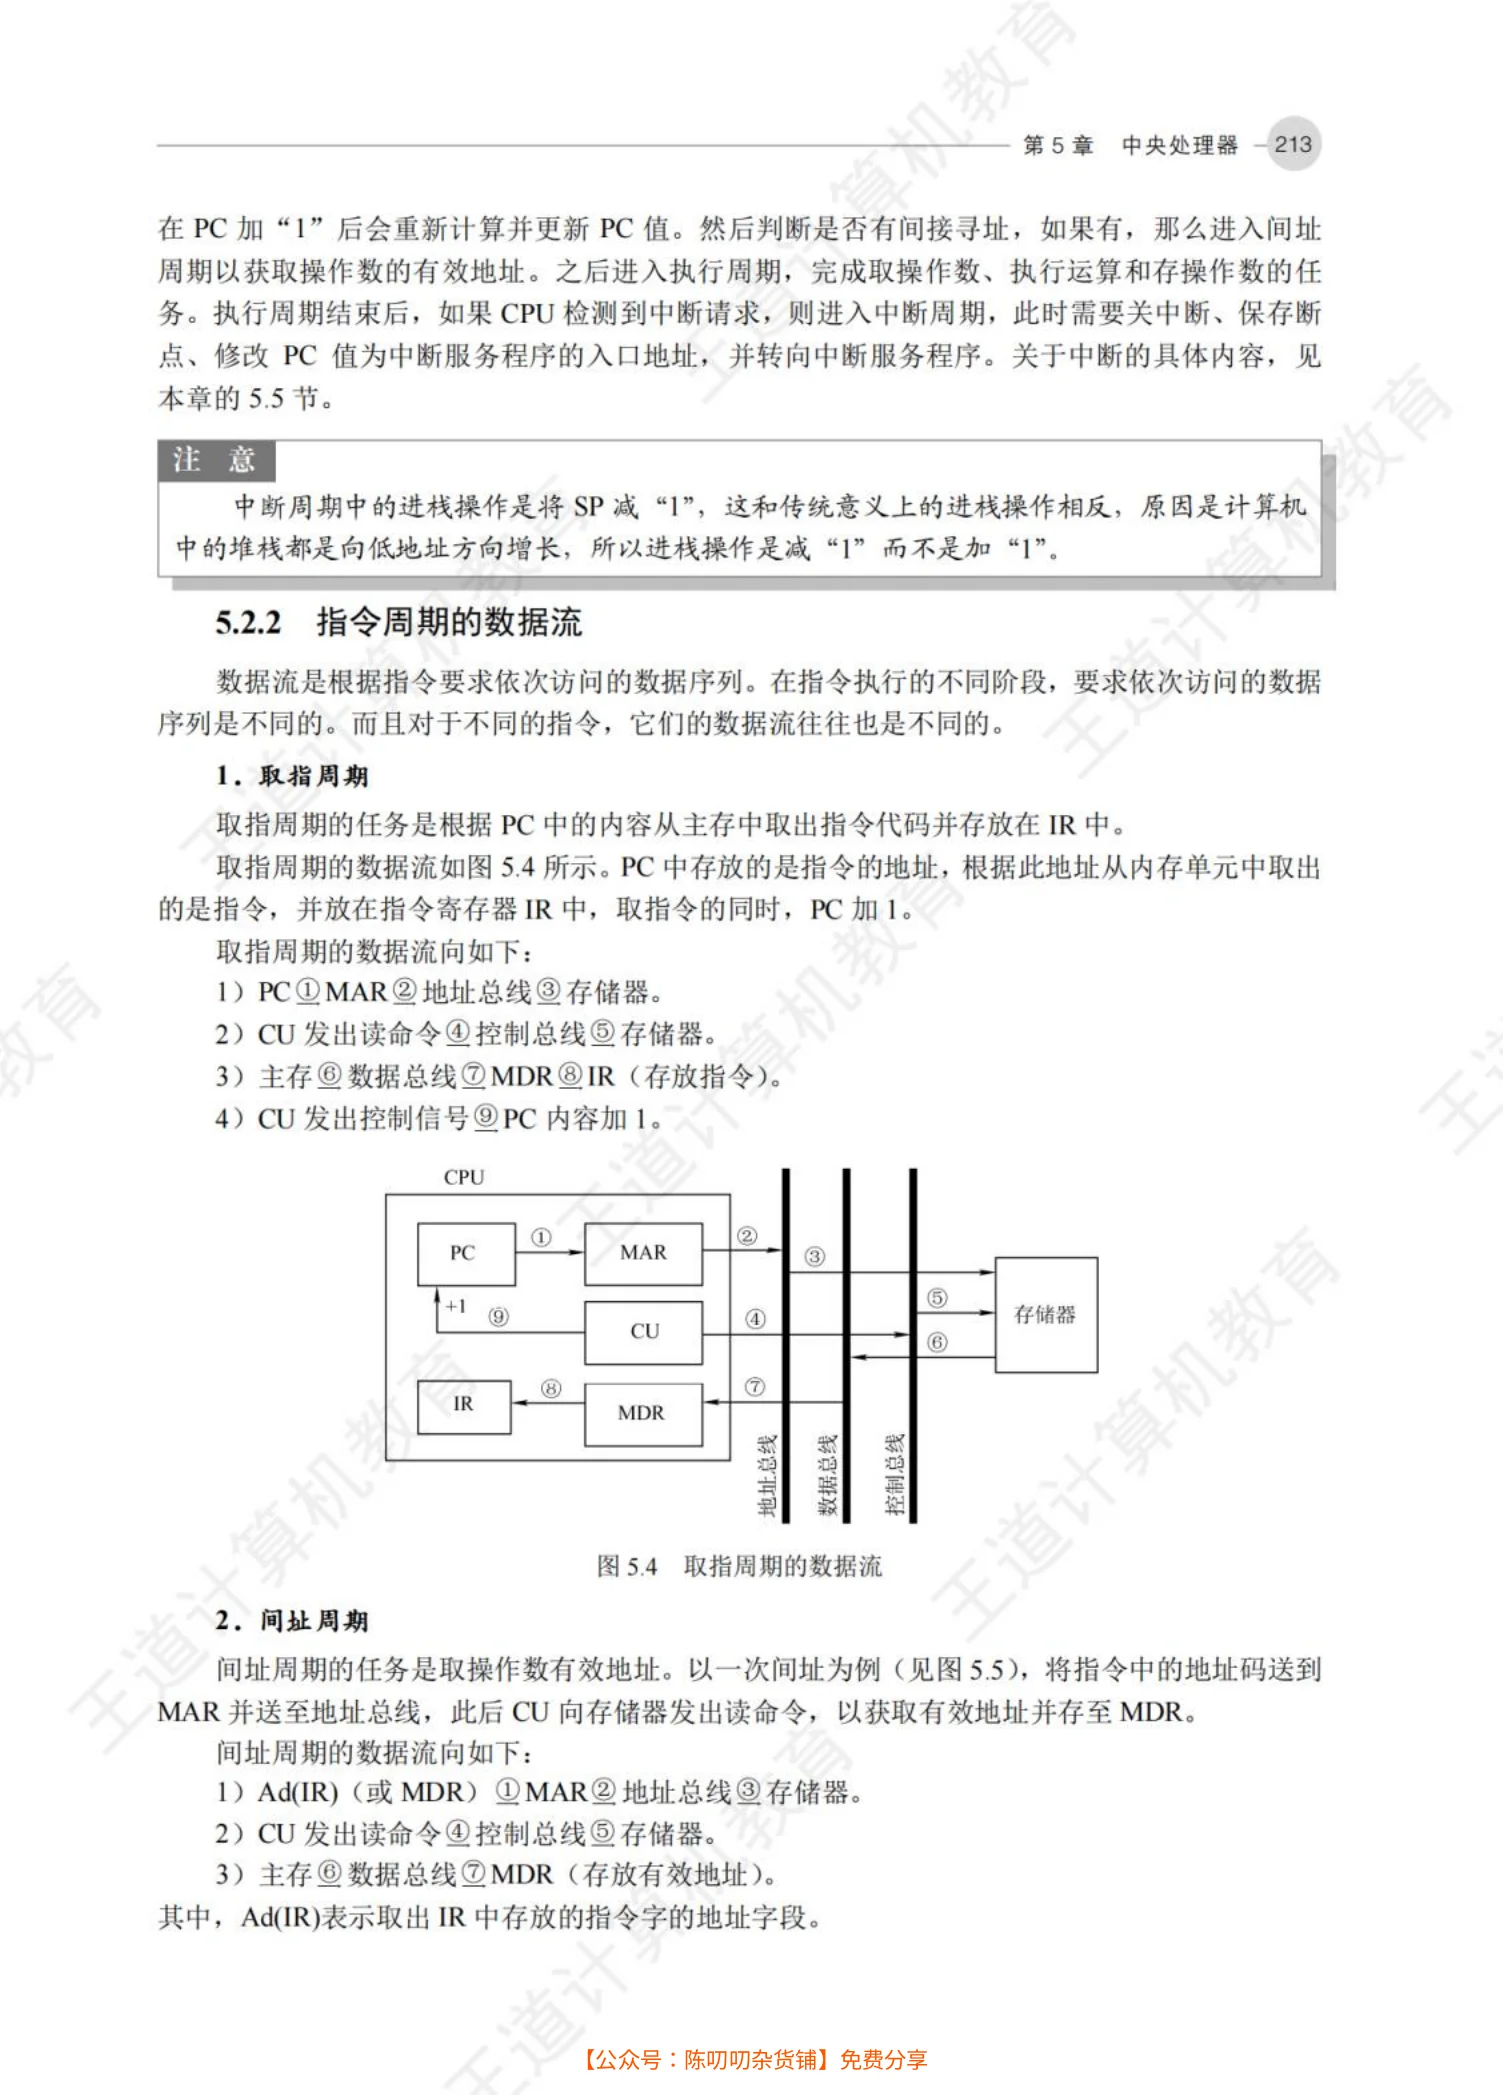 第 5 章 中央处理器 213
在 PC 加“1”后会重新计算并更新 PC 值。然后判断是否有间接寻址，如果有，那么进入间址
周期以获取操作数的有效地址。之后进入执行周期，完成取操作数、执行运算和存操作数的任
务。执行周期结束后，如果 CPU 检测到中断请求，则进入中断周期，此时需要关中断、保存断
点、修改 PC 值为中断服务程序的入口地址，并转向中断服务程序。关于中断的具体内容，见
本章的 5.5 节。
注 意
中断周期中的进栈操作是将 SP 减“1”，这和传统意义上的进栈操作相反，原因是计算机
中的堆栈都是向低地址方向增长，所以进栈操作是减“1”而不是加“1”。
5.2.2 指令周期的数据流
数据流是根据指令要求依次访问的数据序列。在指令执行的不同阶段，要求依次访问的数据
序列是不同的。而且对于不同的指令，它们的数据流往往也是不同的。
1．取指周期
取指周期的任务是根据 PC 中的内容从主存中取出指令代码并存放在 IR 中。
取指周期的数据流如图 5.4 所示。PC 中存放的是指令的地址，根据此地址从内存单元中取出
的是指令，并放在指令寄存器 IR 中，取指令的同时，PC 加 1。
取指周期的数据流向如下：
1）PC①MAR②地址总线③存储器。
2）CU 发出读命令④控制总线⑤存储器。
3）主存⑥数据总线⑦MDR⑧IR（存放指令）。
4）CU 发出控制信号⑨PC 内容加 1。
CPU
PC ① MAR ② ③
+1 ⑨ CU ④ ⑤ ⑥ 存储器
IR ⑧ MDR ⑦
地址总线 数据总线 控制总线
图 5.4 取指周期的数据流
2．间址周期
间址周期的任务是取操作数有效地址。以一次间址为例（见图 5.5），将指令中的地址码送到
MAR 并送至地址总线，此后 CU 向存储器发出读命令，以获取有效地址并存至 MDR。
间址周期的数据流向如下：
1）Ad(IR)（或 MDR）①MAR②地址总线③存储器。
2）CU 发出读命令④控制总线⑤存储器。
3）主存⑥数据总线⑦MDR（存放有效地址）。
其中，Ad(IR)表示取出 IR 中存放的指令字的地址字段。
【公众号：陈叨叨杂货铺】免费分享
王道计算机教育